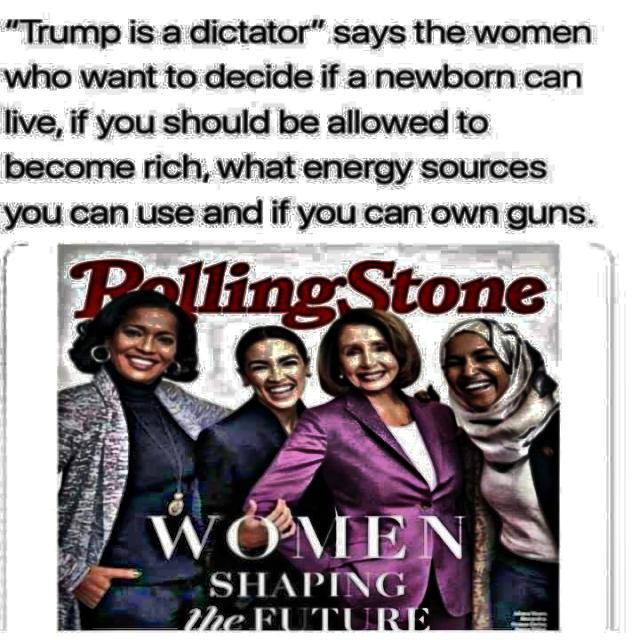 “Trump is a dictator” says the women
who want to decide if a newborn can
live, if you should be allowed to
become rich, what energy sources
you can use and if you can own guns.
RollingStone
WOMEN
SHAPING
the FUTURE